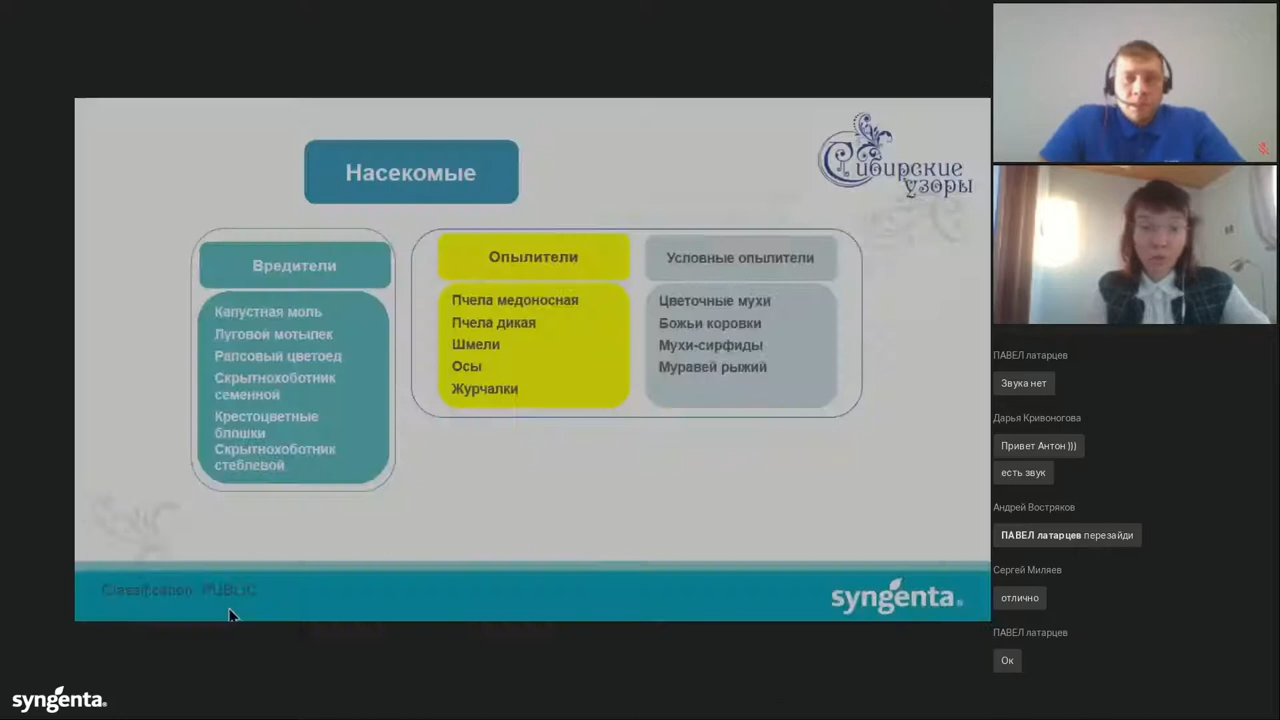 Насекомые
Сибирские
узоры
Вредители
Капустная моль
Луговой мотылек
Рапсовый цветоед
Скрытнохоботник
семенной
Крестоцветные
блошки
Скрытнохоботник
стеблевой
Опылители
Пчела медоносная
Пчела дикая
Шмели
Осы
Журчалки
Условные опылители
Цветочные мухи
Божьи коровки
Мухи-сирфиды
Муравей рыжий
Classification: PUBLIC
syngenta
syngenta
ПАВЕЛ латарцев
Звука нет
Дарья Кривоногова
Привет Антон )))
есть звук
Андрей Востряков
ПАВЕЛ латарцев перезайди
Сергей Миляев
отлично
ПАВЕЛ латарцев
Ок